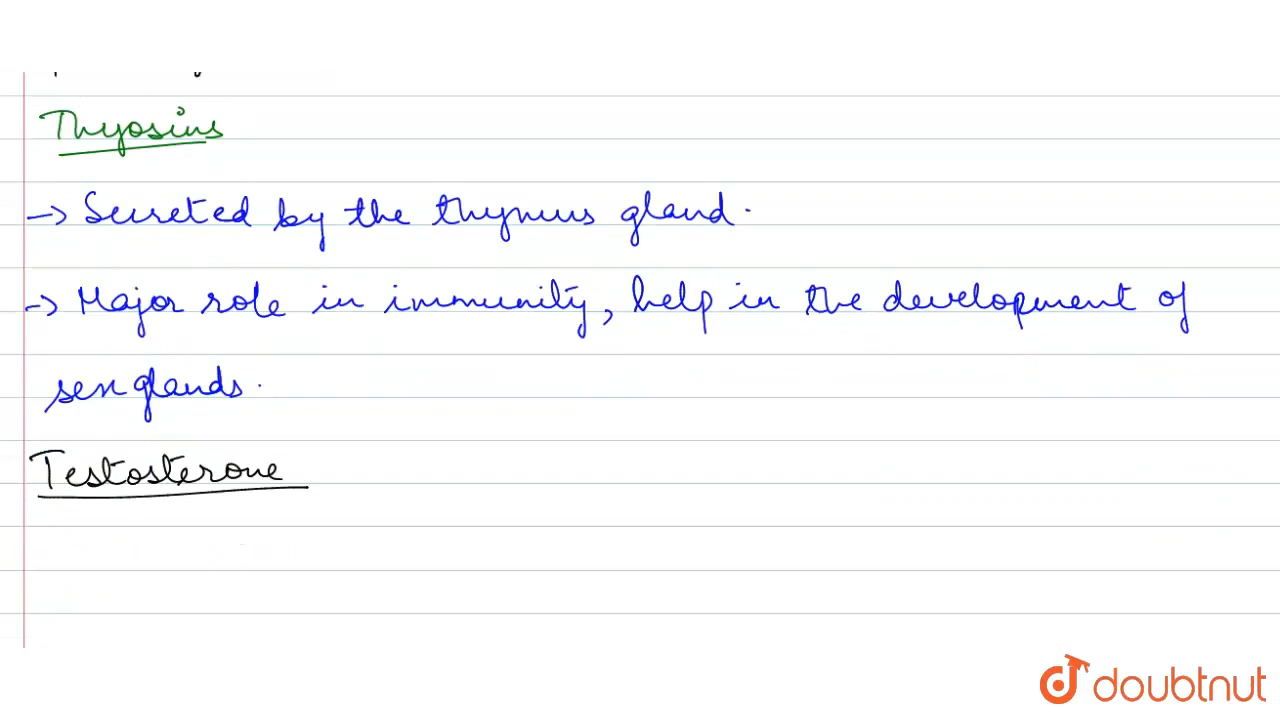 Thyosins
→ Secreted by the thymus gland.
→ Major role in immunity, help in the development of
sex glands.
Testosterone
doubtnut